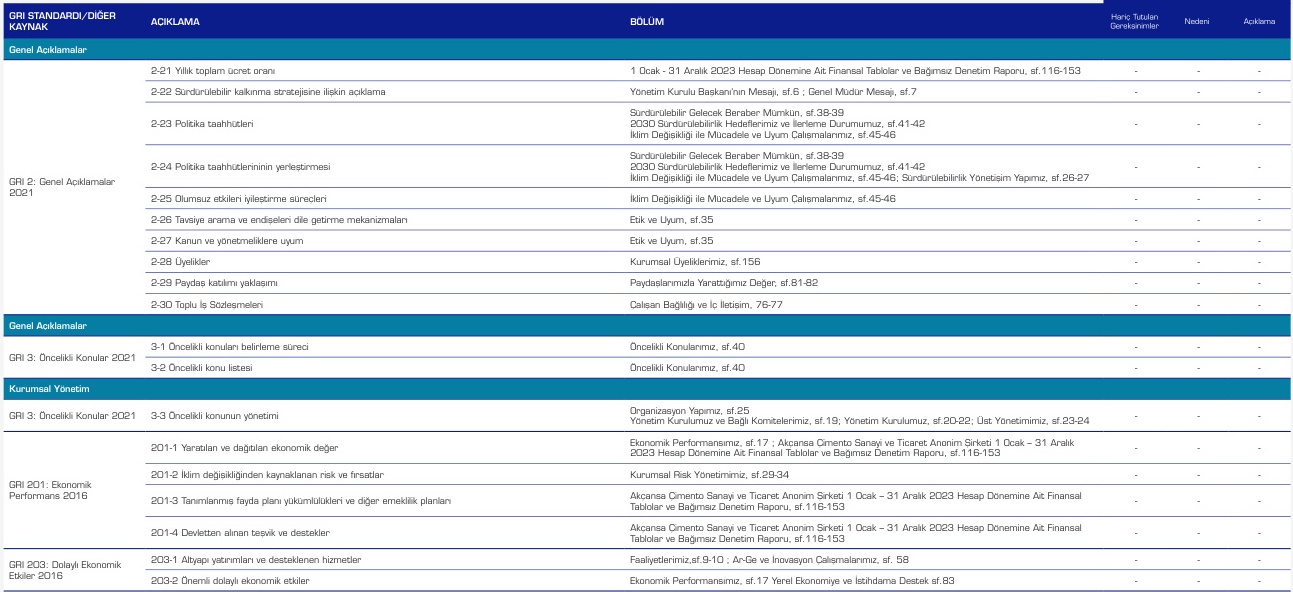 GRI STANDARDI/DİĞER
KAYNAK
AÇIKLAMA
BÖLÜM
Hariç Tutulan
Gereksinimler
Nedeni
Açıklama
Genel Açıklamalar
GRI 2: Genel Açıklamalar
2021
2-21 Yıllık toplam ücret oranı
1 Ocak - 31 Aralık 2023 Hesap Dönemine Ait Finansal Tablolar ve Bağımsız Denetim Raporu, sf.116-153
- - -
2-22 Sürdürülebilir kalkınma stratejisine ilişkin açıklama
Yönetim Kurulu Başkanı'nın Mesajı, sf.6 ; Genel Müdür Mesajı, sf.7
- - -
2-23 Politika taahhütleri
Sürdürülebilir Gelecek Beraber Mümkün, sf.38-39
2030 Sürdürülebilirlik Hedeflerimiz ve İlerleme Durumumuz, sf.41-42
İklim Değişikliği ile Mücadele ve Uyum Çalışmalarımız, sf.45-46
- - -
2-24 Politika taahhütlerininin yerleştirmesi
Sürdürülebilir Gelecek Beraber Mümkün, sf.38-39
2030 Sürdürülebilirlik Hedeflerimiz ve İlerleme Durumumuz, sf.41-42
İklim Değişikliği ile Mücadele ve Uyum Çalışmalarımız, sf.45-46; Sürdürülebilirlik Yönetişim Yapımız, sf.26-27
- - -
2-25 Olumsuz etkileri iyileştirme süreçleri
İklim Değişikliği ile Mücadele ve Uyum Çalışmalarımız, sf.45-46
- - -
2-26 Tavsiye arama ve endişeleri dile getirme mekanizmaları
Etik ve Uyum, sf.35
- - -
2-27 Kanun ve yönetmeliklere uyum
Etik ve Uyum, sf.35
- - -
2-28 Üyelikler
Kurumsal Üyeliklerimiz, sf.156
- - -
2-29 Paydaş katılımı yaklaşımı
Paydaşlarımızla Yarattığımız Değer, sf.81-82
- - -
2-30 Toplu İş Sözleşmeleri
Çalışan Bağlılığı ve İç İletişim, 76-77
- - -
Genel Açıklamalar
GRI 3: Öncelikli Konular 2021
3-1 Öncelikli konuları belirleme süreci
Öncelikli Konularımız, sf.40
- - -
3-2 Öncelikli konu listesi
Öncelikli Konularımız, sf.40
- - -
Kurumsal Yönetim
GRI 3: Öncelikli Konular 2021
3-3 Öncelikli konunun yönetimi
Organizasyon Yapımız, sf.25
Yönetim Kurulumuz ve Bağlı Komitelerimiz, sf.19; Yönetim Kurulumuz, sf.20-22; Üst Yönetimimiz, sf.23-24
- - -
GRI 201: Ekonomik
Performans 2016
201-1 Yaratılan ve dağıtılan ekonomik değer
Ekonomik Performansımız, sf.17 ; Akçansa Çimento Sanayi ve Ticaret Anonim Şirketi 1 Ocak – 31 Aralık
2023 Hesap Dönemine Ait Finansal Tablolar ve Bağımsız Denetim Raporu, sf.116-153
- - -
201-2 İklim değişikliğinden kaynaklanan risk ve fırsatlar
Kurumsal Risk Yönetimimiz, sf.29-34
- - -
201-3 Tanımlanmış fayda planı yükümlülükleri ve diğer emeklilik planları
Akçansa Çimento Sanayi ve Ticaret Anonim Şirketi 1 Ocak – 31 Aralık 2023 Hesap Dönemine Ait Finansal
Tablolar ve Bağımsız Denetim Raporu, sf.116-153
- - -
201-4 Devletten alınan teşvik ve destekler
Akçansa Çimento Sanayi ve Ticaret Anonim Şirketi 1 Ocak – 31 Aralık 2023 Hesap Dönemine Ait Finansal
Tablolar ve Bağımsız Denetim Raporu, sf.116-153
- - -
GRI 203: Dolaylı Ekonomik
Etkiler 2016
203-1 Altyapı yatırımları ve desteklenen hizmetler
Faaliyetlerimiz,sf.9-10 ; Ar-Ge ve İnovasyon Çalışmalarımız, sf. 58
- - -
203-2 Önemli dolaylı ekonomik etkiler
Ekonomik Performansımız, sf.17 Yerel Ekonomiye ve İstihdama Destek sf.83
- - -